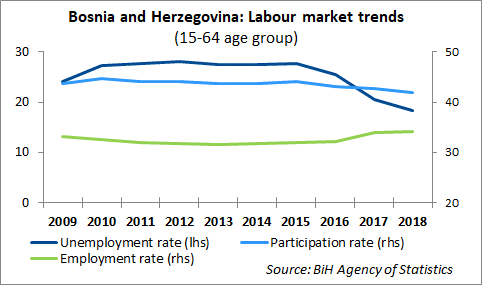 Bosnia and Herzegovina: Labour market trends
(15-64 age group)
30 50
20 40
10 30
0 20
2009 2010 2011 2012 2013 2014 2015 2016 2017 2018
Unemployment rate (lhs) Participation rate (rhs)
Employment rate (rhs)
Source: BiH Agency of Statistics